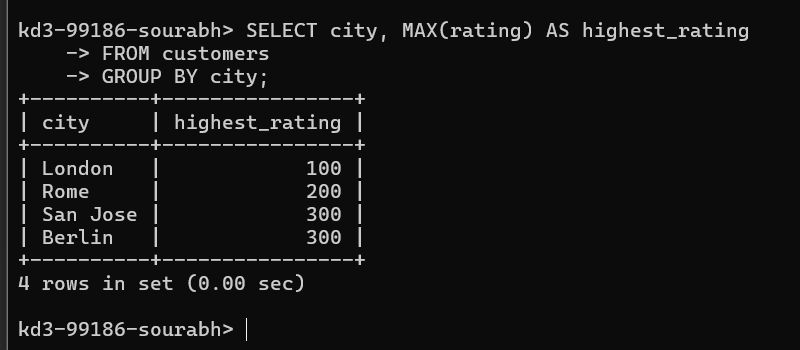 kd3-99186-sourabh> SELECT city, MAX(rating) AS highest_rating
    -> FROM customers
    -> GROUP BY city;
+----------+----------------+
| city     | highest_rating |
+----------+----------------+
| London   |            100 |
| Rome     |            200 |
| San Jose |            300 |
| Berlin   |            300 |
+----------+----------------+
4 rows in set (0.00 sec)

kd3-99186-sourabh>